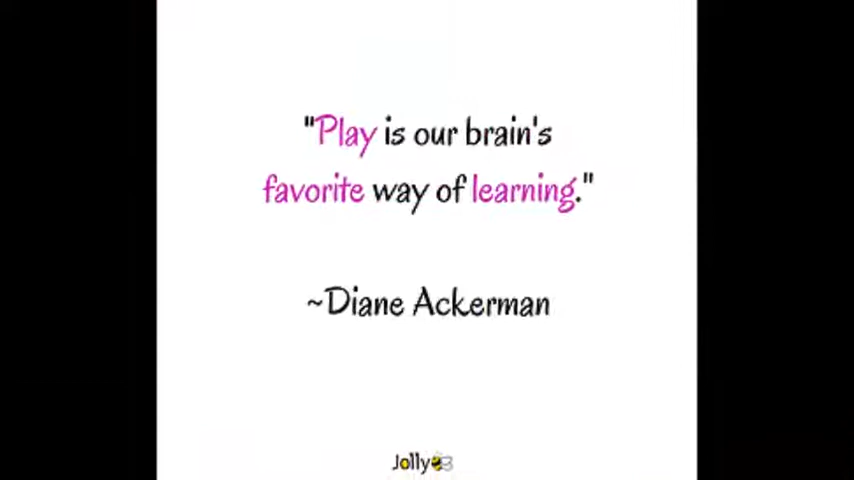 "Play is our brain's
favorite way of learning."
~Diane Ackerman
Jolly